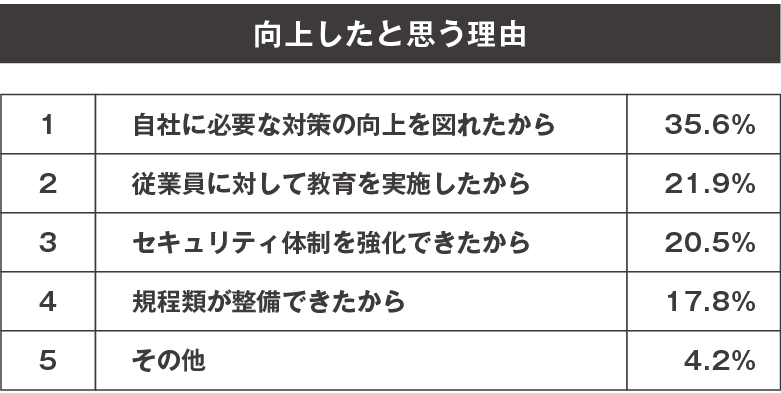 向上したと思う理由
1 自社に必要な対策の向上を図れたから 35.6%
2 従業員に対して教育を実施したから 21.9%
3 セキュリティ体制を強化できたから 20.5%
4 規程類が整備できたから 17.8%
5 その他 4.2%